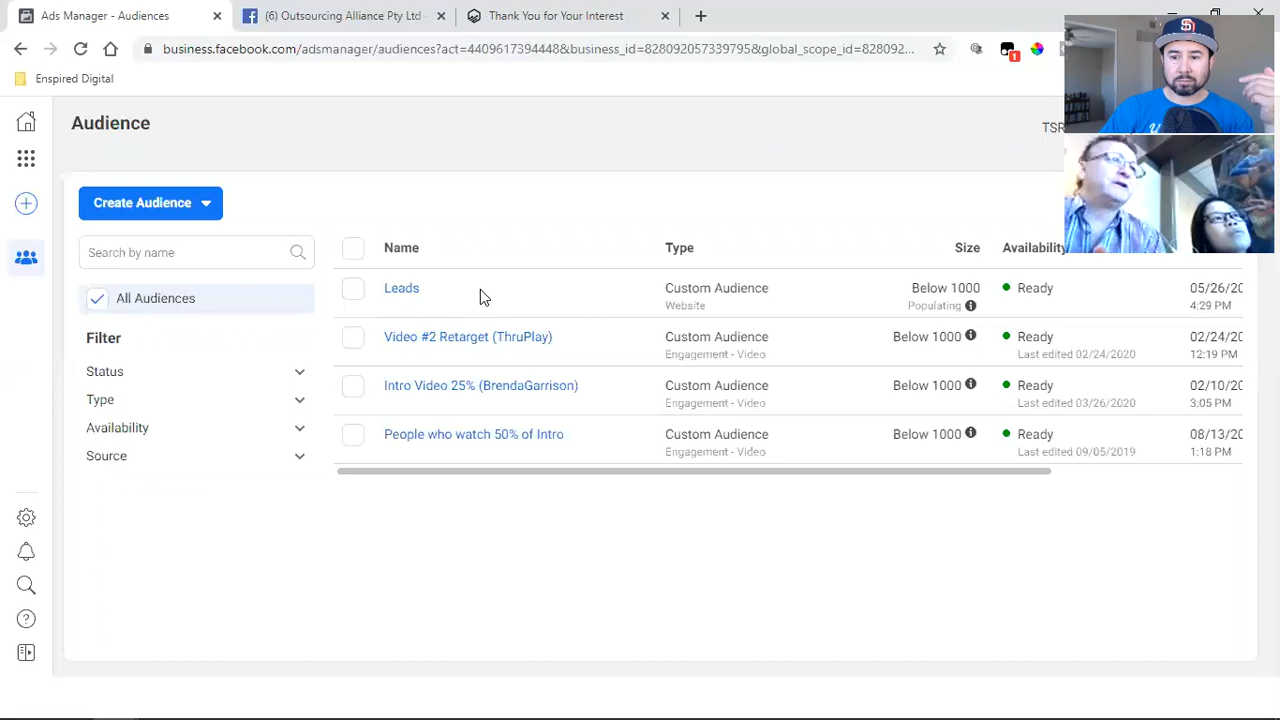 Ads Manager - Audiences
(6) Outsourcing Alliance Pty Ltd
Thank You for Your Interest
business.facebook.com/adsmanager/audiences?act=4409617394448&business_id=828092057339795&global_scope_id=828092...
1
Enspired Digital
Audience
TSR
Create Audience
Search by name
All Audiences
Filter
Status
Type
Availability
Source
Name Type Size Availability
Leads Custom Audience Below 1000 Ready 05/26/20
Website Populating 4:29 PM
Video #2 Retarget (ThruPlay) Custom Audience Below 1000 Ready 02/24/20
Engagement - Video Last edited 02/24/2020 12:19 PM
Intro Video 25% (BrendaGarrison) Custom Audience Below 1000 Ready 02/10/20
Engagement - Video Last edited 03/26/2020 3:05 PM
People who watch 50% of Intro Custom Audience Below 1000 Ready 08/13/20
Engagement - Video Last edited 09/05/2019 1:18 PM